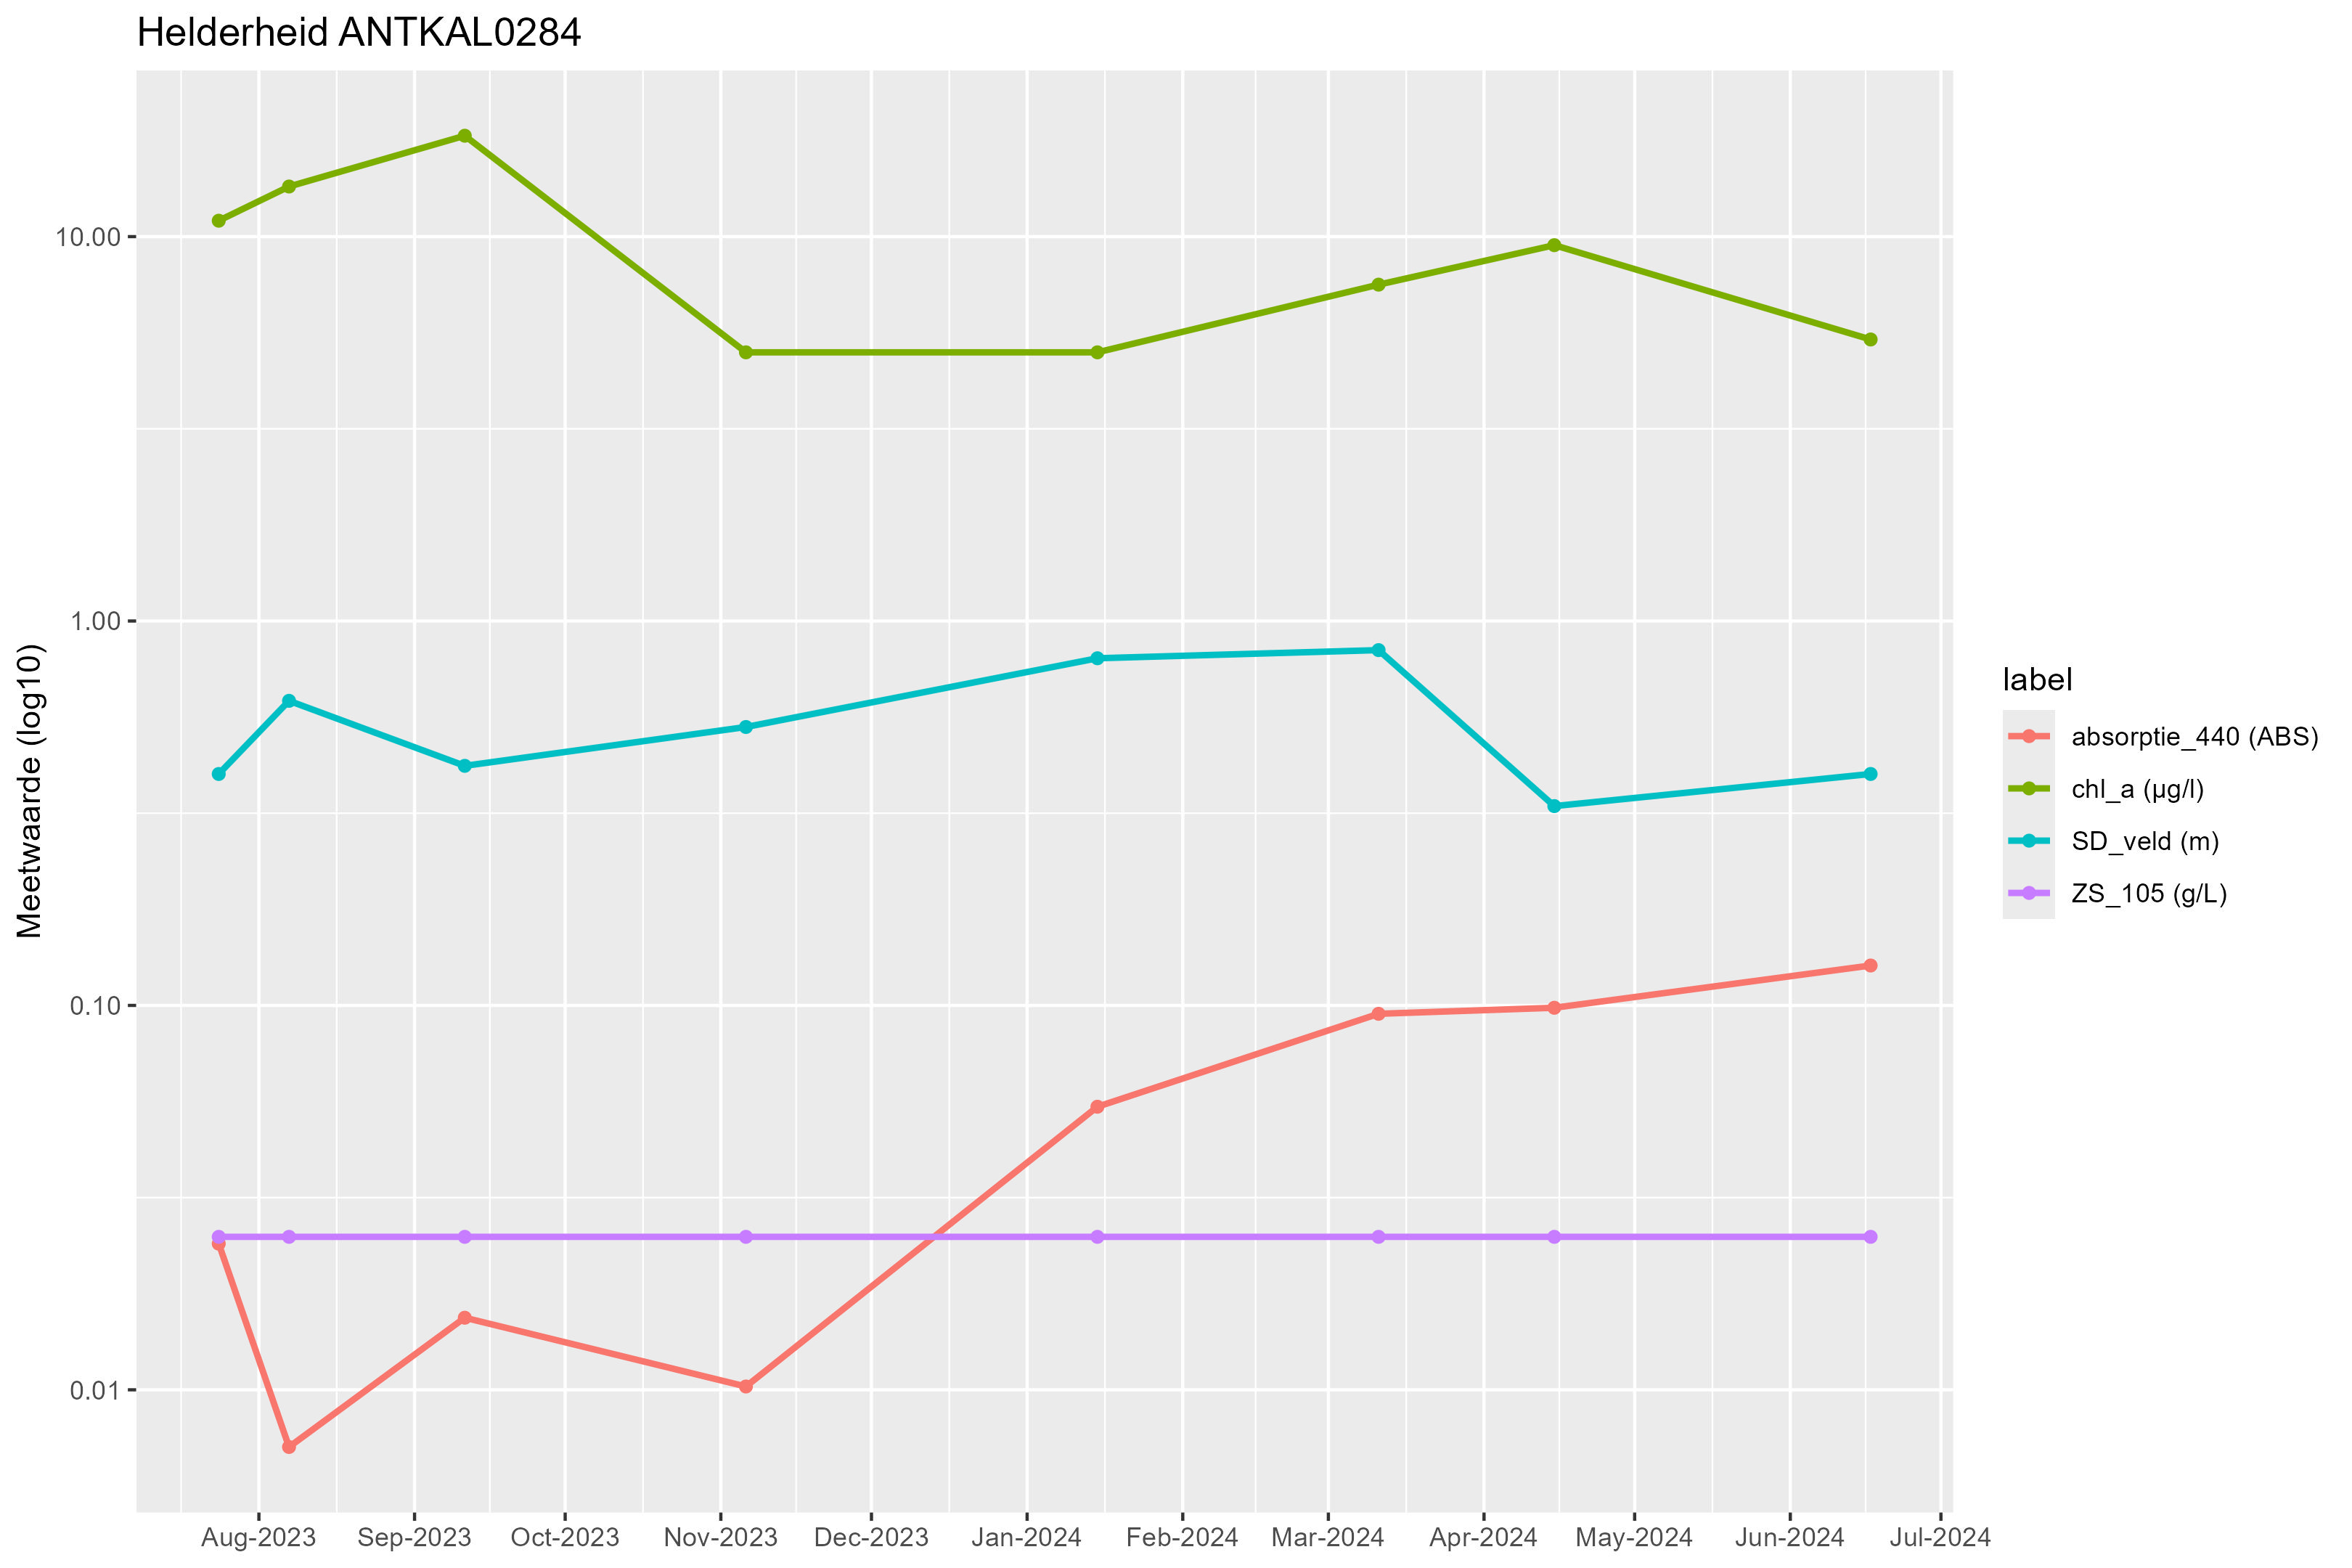 Helderheid ANTKAL0284
Meetwaarde (log10)
10.00
1.00
0.10
0.01
Aug-2023 Sep-2023 Oct-2023 Nov-2023 Dec-2023 Jan-2024 Feb-2024 Mar-2024 Apr-2024 May-2024 Jun-2024 Jul-2024
label
absorptie_440 (ABS)
chl_a (µg/l)
SD_veld (m)
ZS_105 (g/L)